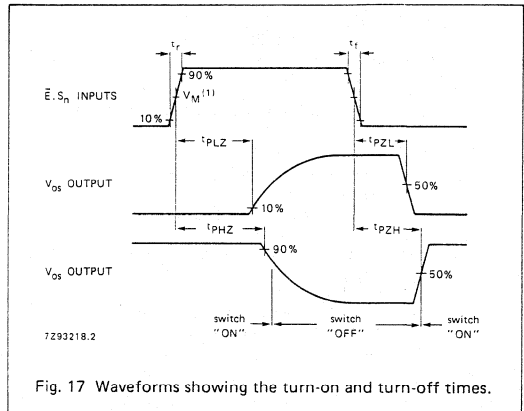 tr
tf
90%
Ē.Sn INPUTS
VM(1)
10%
tPLZ
tPZL
Vos OUTPUT
50%
10%
tPHZ
tPZH
90%
Vos OUTPUT
50%
switch "ON"
switch "OFF"
switch "ON"
7Z93218.2
Fig. 17 Waveforms showing the turn-on and turn-off times.